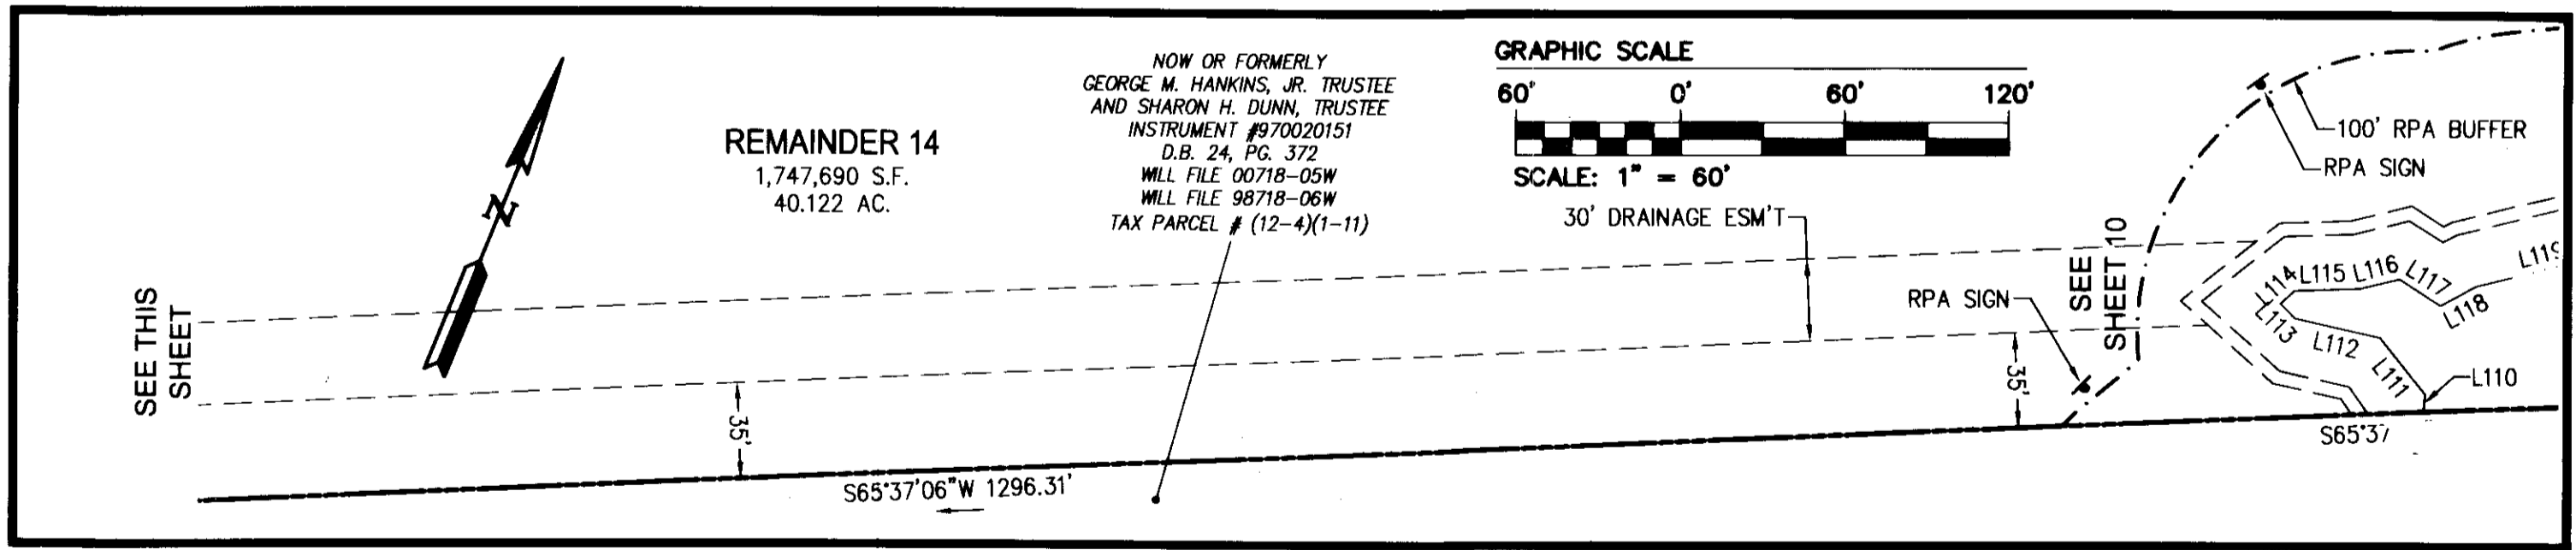 SEE THIS
SHEET
N
REMAINDER 14
1,747,690 S.F.
40.122 AC.
NOW OR FORMERLY
GEORGE M. HANKINS, JR. TRUSTEE
AND SHARON H. DUNN, TRUSTEE
INSTRUMENT #970020151
D.B. 24, PG. 372
WILL FILE 00718-05W
WILL FILE 98718-06W
TAX PARCEL # (12-4)(1-11)
GRAPHIC SCALE
60' 0' 60' 120'
SCALE: 1" = 60'
30' DRAINAGE ESM'T
100' RPA BUFFER
RPA SIGN
RPA SIGN
SEE
SHEET 10
L114
L115
L116
L117
L118
L119
L113
L112
L111
L110
35'
35'
S65°37'06"W 1296.31'
S65°37